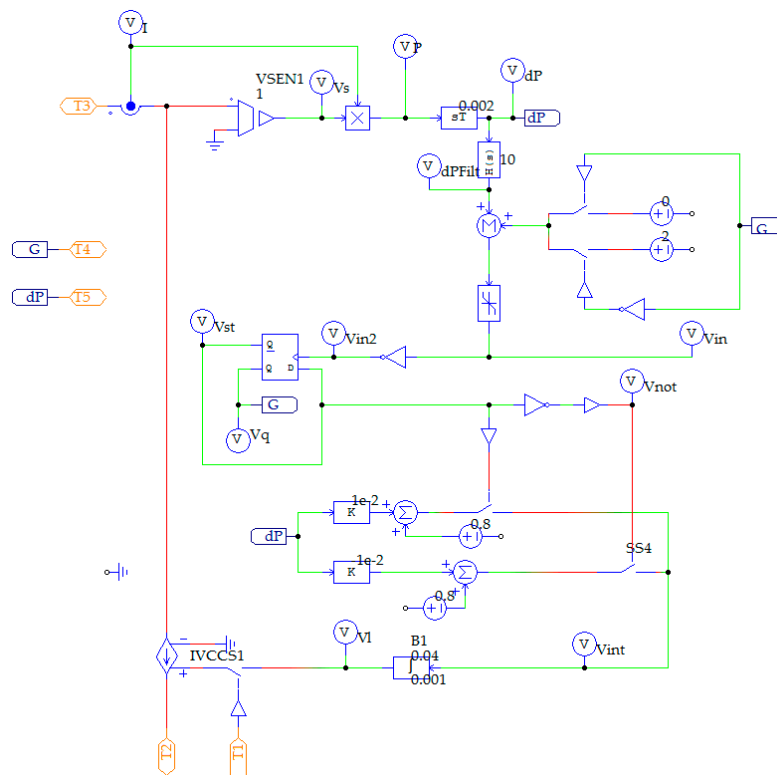 V
I
V
P
V
dP
VSEN1
1
V
Vs
T3
0.002
sT
dP
V
dPFilt
H(s)
10
0
2
M
G
G
T4
dP
T5
V
Vst
V
Vin2
V
Vin
Q
Q
D
G
V
Vq
V
Vnot
1e-2
K
Σ
0.8
dP
1e-2
K
Σ
SS4
0.8
V
Vl
B1
0.04
∫
0.001
V
Vint
IVCCS1
T2
T1